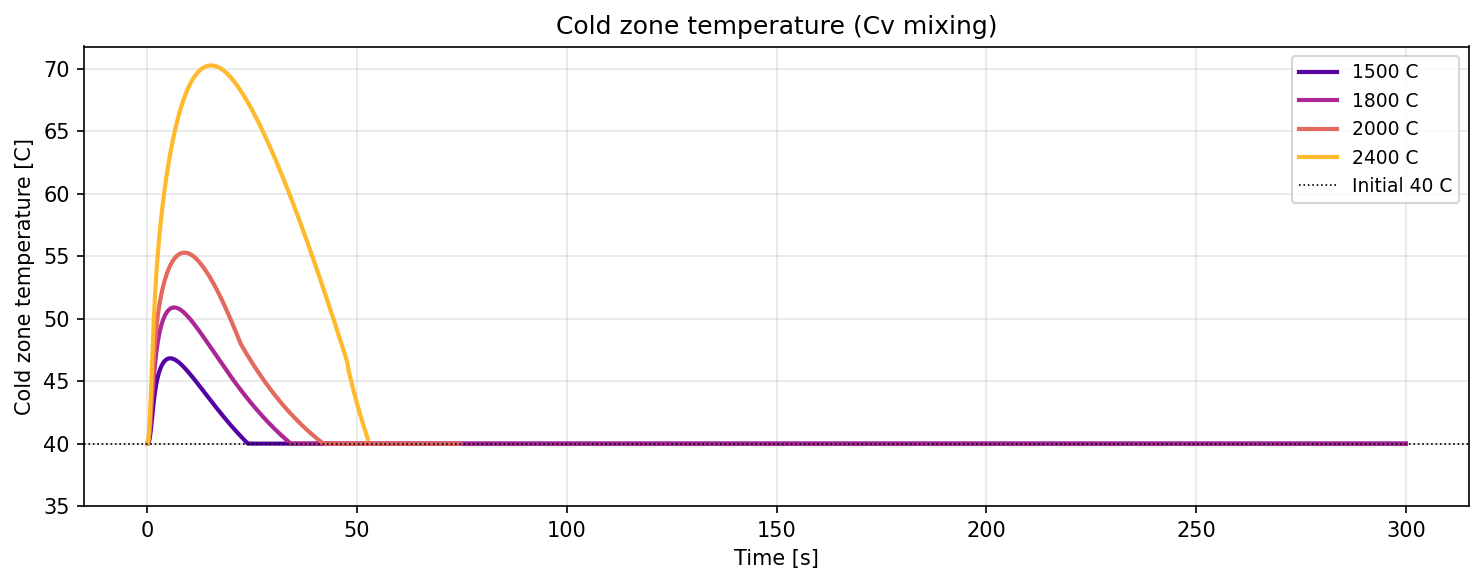 Cold zone temperature (Cv mixing)
Cold zone temperature [C]
70
65
60
55
50
45
40
35
0
50
100
150
200
250
300
Time [s]
1500 C
1800 C
2000 C
2400 C
Initial 40 C